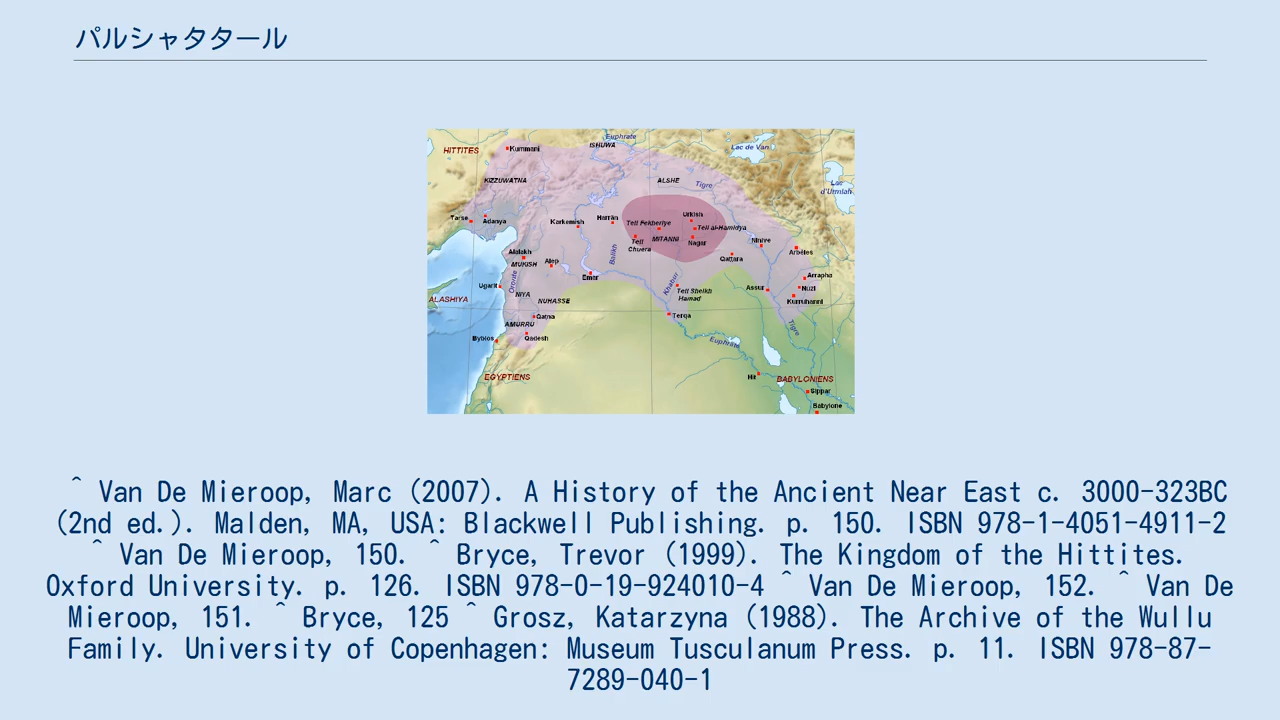 パルシャタタール
HITTITES
Kummani
Euphrate
ISHUWA
Lac de Van
KIZZUWATNA
ALSHE
Tigre
Lac
d'Urmiah
Tarse
Adanya
Karkemish
Harrân
Tell Fekheriye
Urkish
Tell al-Hamidya
MITANNI
Tell
Chuera
Nagar
Ninive
Arbèles
Alalakh
MUKISH
Alep
Balikh
Qattara
Emar
Khabur
Arrapha
Ugarit
Oronte
NIYA
NUHASSE
Tell Sheikh
Hamad
Assur
Nuzi
Kurruhanni
ALASHIYA
Qatna
AMURRU
Terqa
Tigre
Byblos
Qadesh
Euphrate
EGYPTIENS
Hit
BABYLONIENS
Sippar
Babylone
^ Van De Mieroop, Marc (2007). A History of the Ancient Near East c. 3000-323BC
(2nd ed.). Malden, MA, USA: Blackwell Publishing. p. 150. ISBN 978-1-4051-4911-2
^ Van De Mieroop, 150. ^ Bryce, Trevor (1999). The Kingdom of the Hittites.
Oxford University. p. 126. ISBN 978-0-19-924010-4 ^ Van De Mieroop, 152. ^ Van De
Mieroop, 151. ^ Bryce, 125 ^ Grosz, Katarzyna (1988). The Archive of the Wullu
Family. University of Copenhagen: Museum Tusculanum Press. p. 11. ISBN 978-87-
7289-040-1